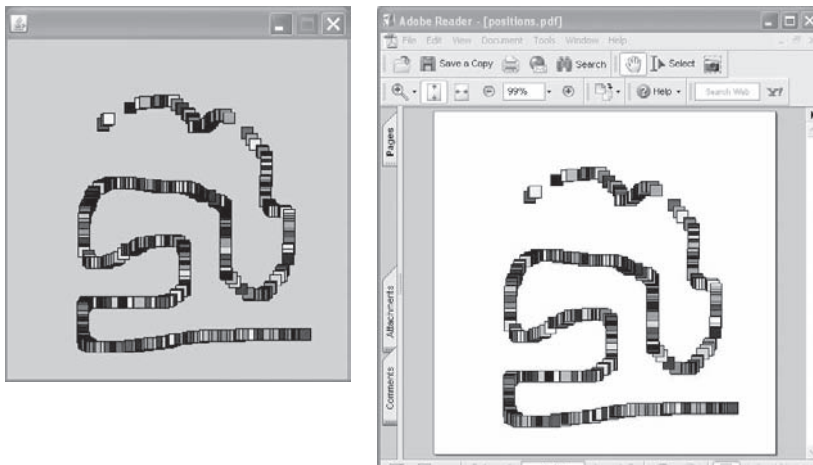 Adobe Reader - [positions.pdf]
File Edit View Document Tools Window Help
Save a Copy Search Select
99% Help Search Web Y!
Pages
Attachments
Comments